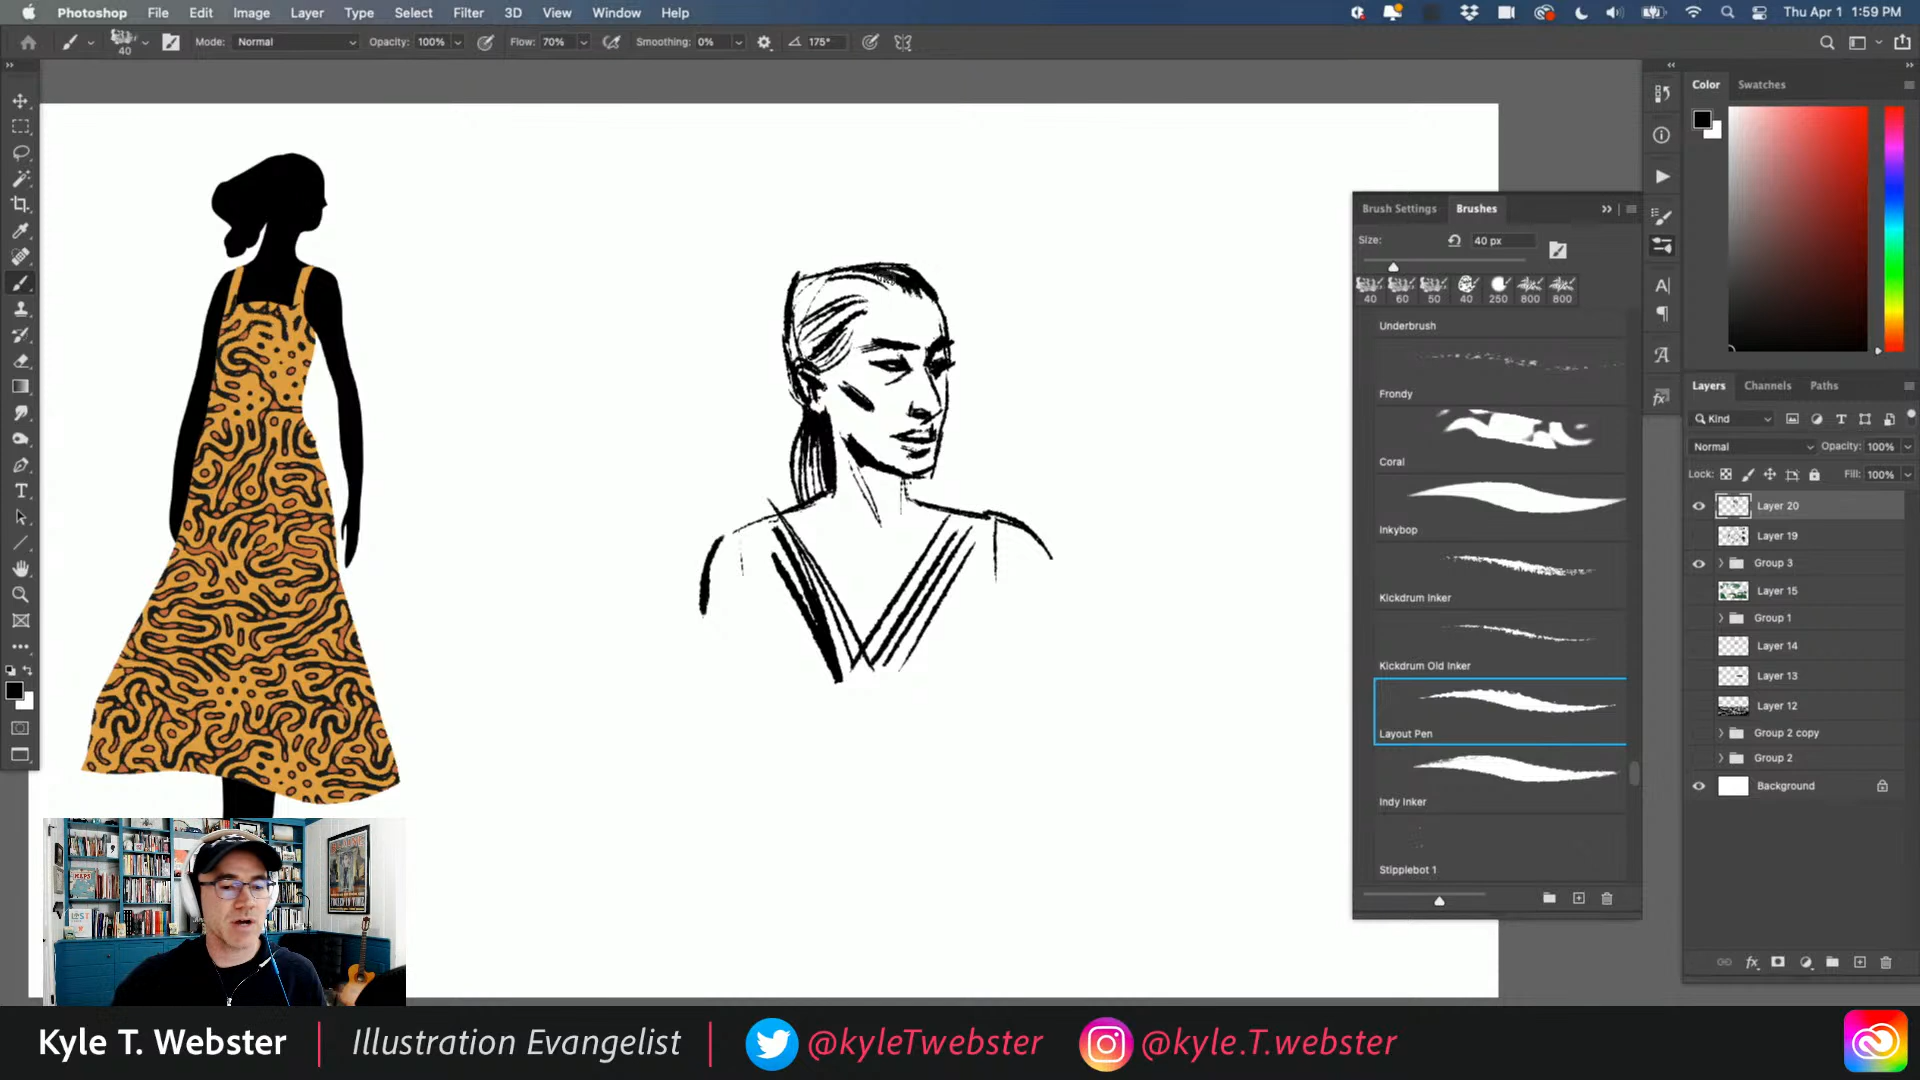 Photoshop File Edit Image Layer Type Select Filter 3D View Window Help
Thu Apr 1 1:59 PM
40 Mode: Normal Opacity: 100% Flow: 70% Smoothing: 0% 175°
Color Swatches
Brush Settings Brushes
Size: 40 px
40 60 50 40 250 800 800
Underbrush
Frondy
Coral
Inkybop
Kickdrum Inker
Kickdrum Old Inker
Layout Pen
Indy Inker
Stipplebot 1
Layers Channels Paths
Kind
Normal Opacity: 100%
Lock: Fill: 100%
Layer 20
Layer 19
Group 3
Layer 15
Group 1
Layer 14
Layer 13
Layer 12
Group 2 copy
Group 2
Background
Kyle T. Webster | Illustration Evangelist | @kyleTwebster @kyle.T.webster